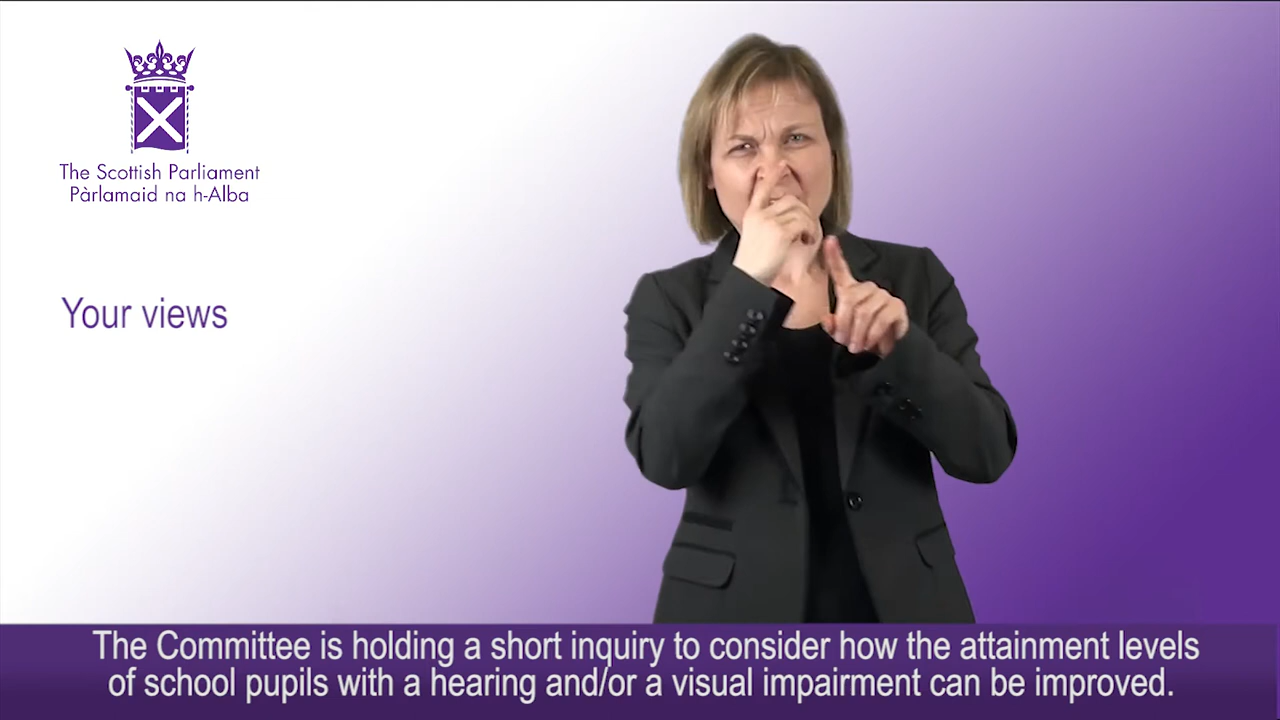 The Scottish Parliament
Pàrlamaid na h-Alba
Your views
The Committee is holding a short inquiry to consider how the attainment levels
of school pupils with a hearing and/or a visual impairment can be improved.